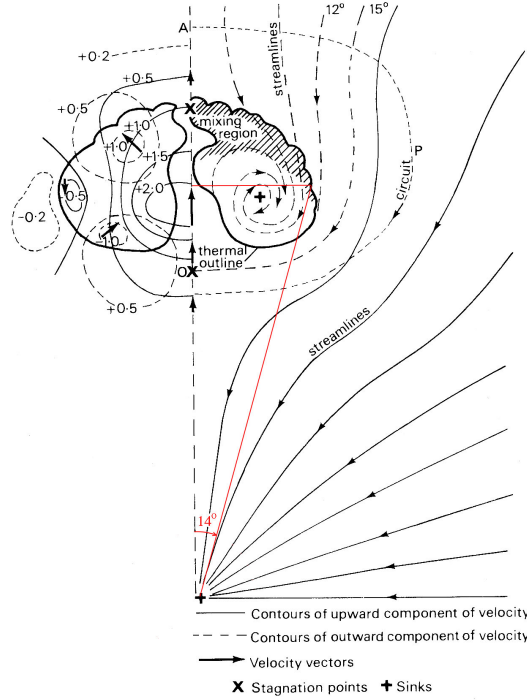 A
12° 15°
+0·2
streamlines
+0·5
+0·5
+1·0
mixing
region
+1·0
P
+1·5
circuit
+2·0
0·5
-0·2
-1·0
thermal
outline
O
+0·5
streamlines
14°
Contours of upward component of velocity
Contours of outward component of velocity
Velocity vectors
X Stagnation points + Sinks